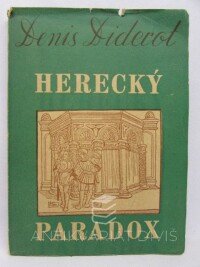 Denis Diderot
HERECKÝ
PARADOX